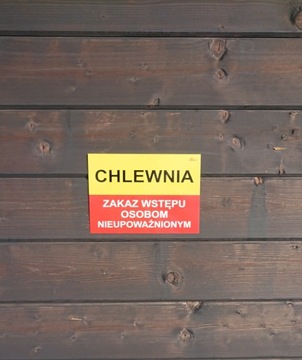 CHLEWNIA
ZAKAZ WSTĘPU
OSOBOM
NIEUPOWAŻNIONYM